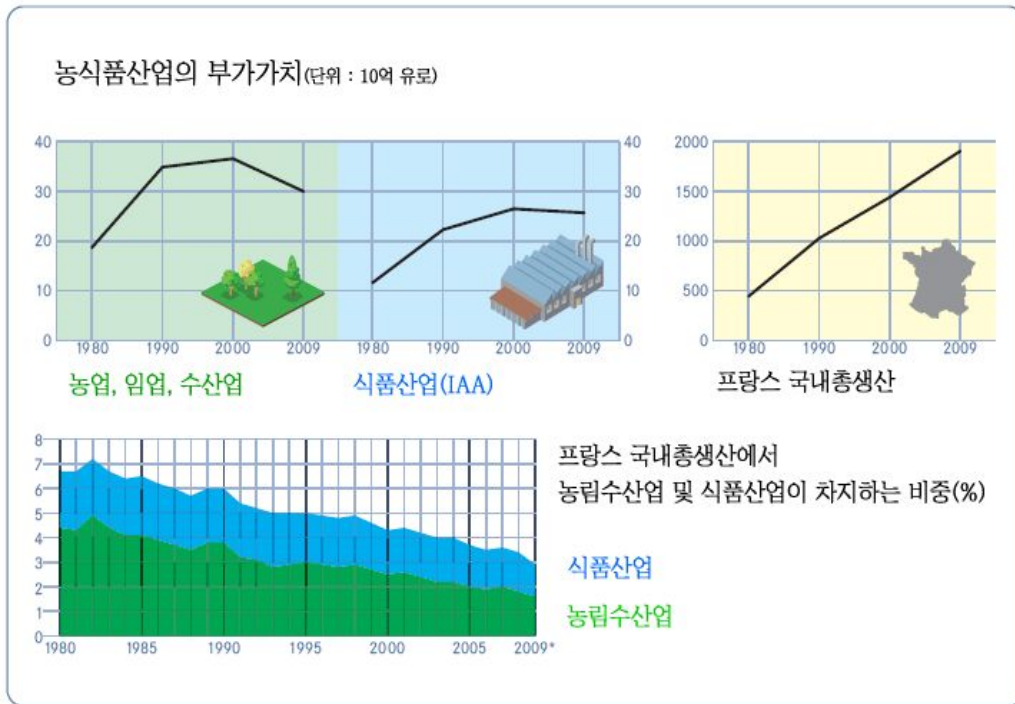 농식품산업의 부가가치(단위 : 10억 유로)
40
30
20
10
0
1980 1990 2000 2009 1980 1990 2000 2009
40
30
20
10
0
농업, 임업, 수산업
식품산업(IAA)
2000
1500
1000
500
0
1980 1990 2000 2009
프랑스 국내총생산
8
7
6
5
4
3
2
1
0
1980 1985 1990 1995 2000 2005 2009*
프랑스 국내총생산에서
농림수산업 및 식품산업이 차지하는 비중(%)
식품산업
농림수산업